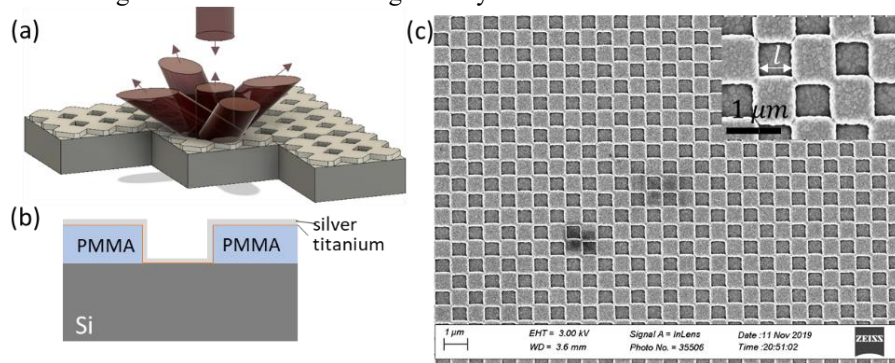 (a)
(b)
silver
titanium
PMMA
PMMA
Si
(c)
l
1 μm
1 μm
EHT = 3.00 kV
Signal A = InLens
Date :11 Nov 2019
WD = 3.6 mm
Photo No. = 35506
Time :20:51:02
ZEISS